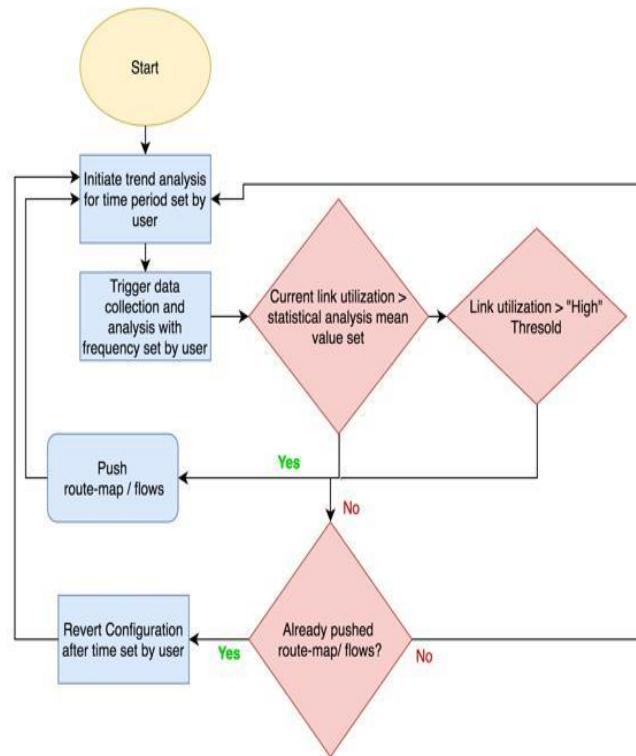 Start
Initiate trend analysis
for time period set by
user
Trigger data
collection and
analysis with
frequency set by user
Current link utilization >
statistical analysis mean
value set
Link utilization > "High"
Thresold
Push
route-map / flows
Yes
No
Revert Configuration
after time set by user
Yes
Already pushed
route-map/ flows?
No